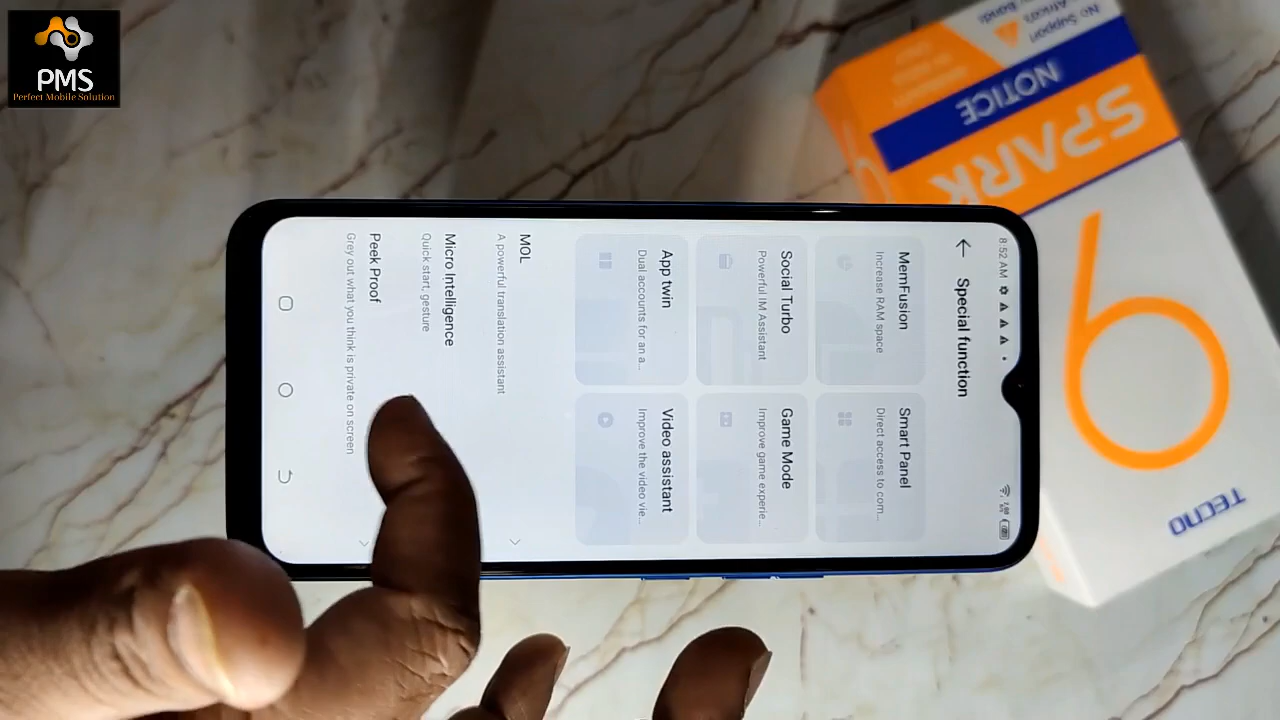 PMS
Perfect Mobile Solution
8:52 AM
Special function
MemFusion
Increase RAM space
Smart Panel
Direct access to com...
Social Turbo
Powerful IM Assistant
Game Mode
Improve game experie...
App twin
Dual accounts for an a...
Video assistant
Improve the video vie...
MOL
A powerful translation assistant
Micro Intelligence
Quick start, gesture
Peek Proof
Grey out what you think is private on screen
No Support
NOTICE
SPARK
6
TECNO